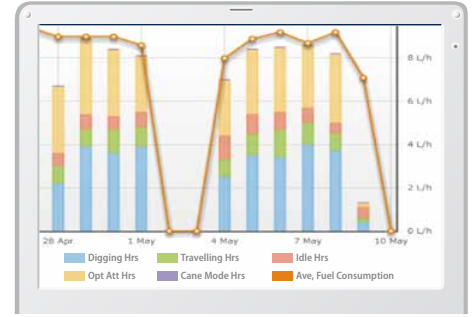 8 L/h
6 L/h
4 L/h
2 L/h
0 L/h
28 Apr 1 May 4 May 7 May 10 May
Digging Hrs Travelling Hrs Idle Hrs
Opt Att Hrs Cane Mode Hrs Ave, Fuel Consumption